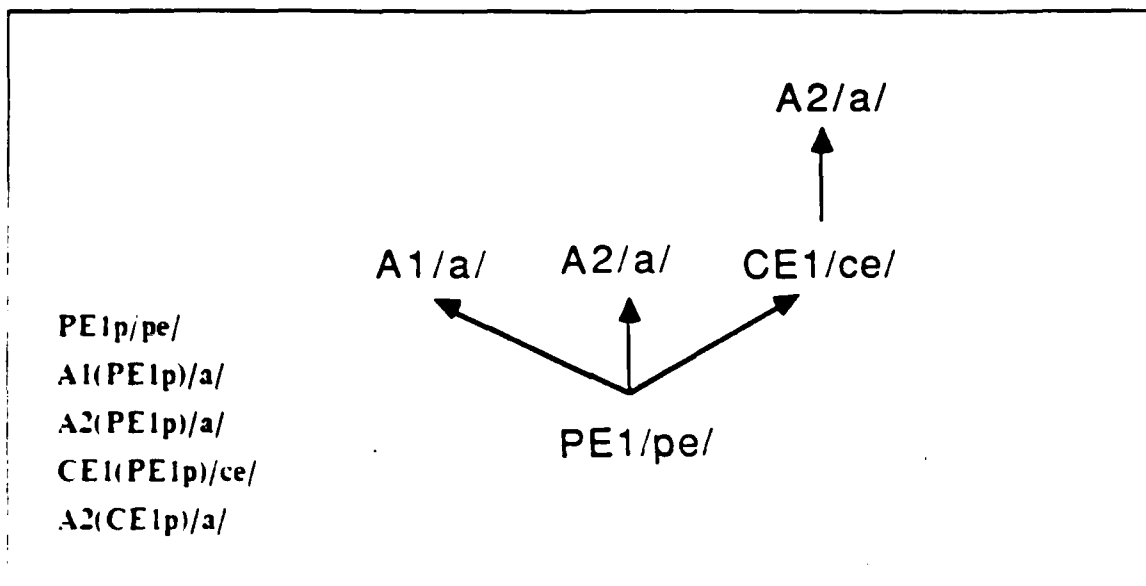 A2/a/
A1/a/ A2/a/ CE1/ce/
PE1/pe/
PE1p/pe/
A1(PE1p)/a/
A2(PE1p)/a/
CE1(PE1p)/ce/
A2(CE1p)/a/